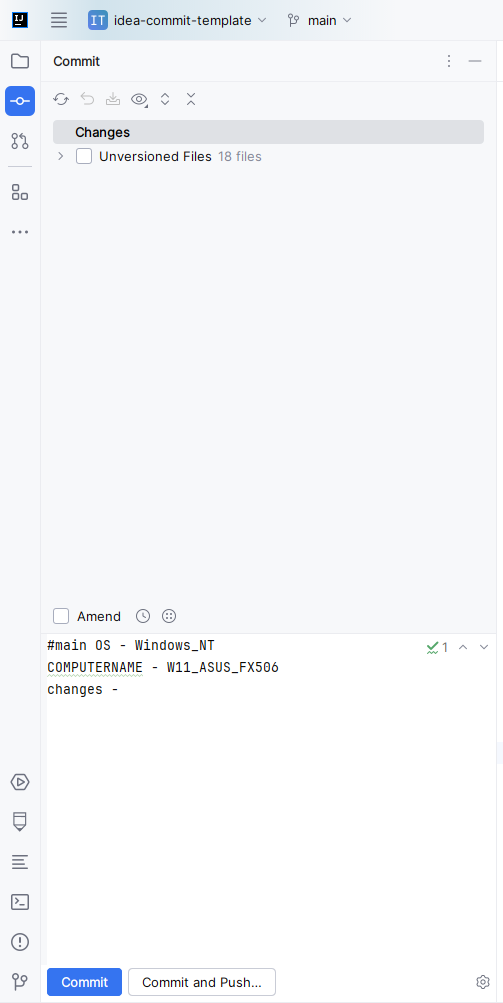 IJ
IT idea-commit-template main
Commit
Changes
Unversioned Files 18 files
Amend
#main OS - Windows_NT
1
COMPUTERNAME - W11_ASUS_FX506
changes -
Commit Commit and Push...